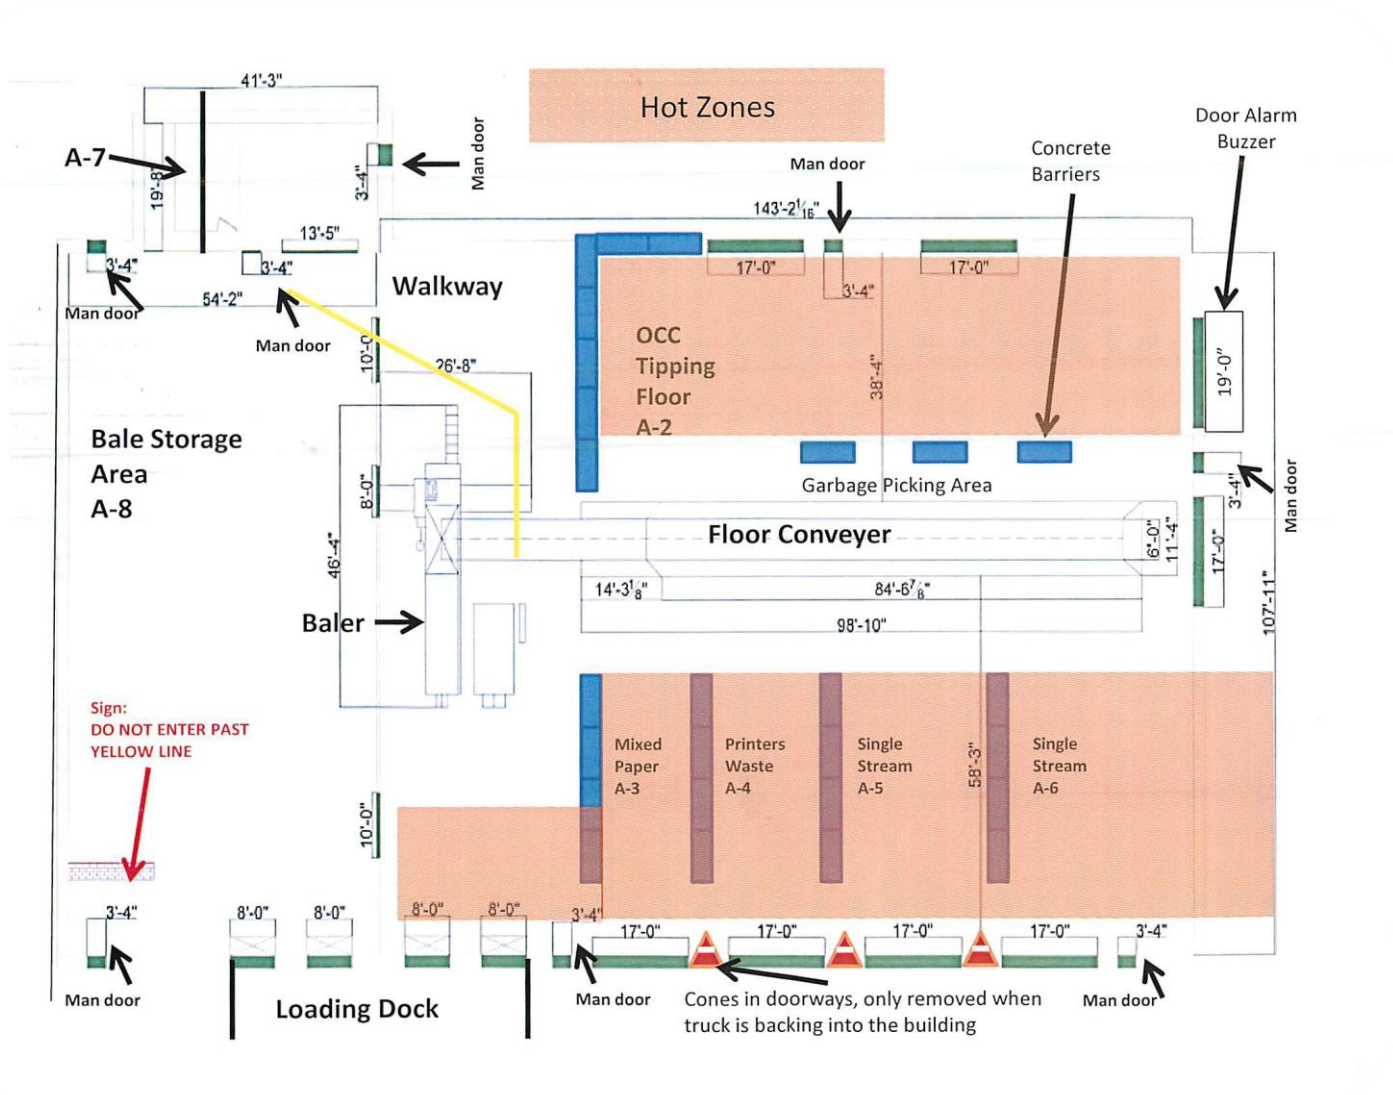 41'-3"
Hot Zones
Door Alarm
Buzzer
A-7
Man door
Man door
Concrete
Barriers
19'-8"
3'-4"
143'-2 1/16"
13'-5"
3'-4"
3'-4"
17'-0"
3'-4"
17'-0"
Walkway
54'-2"
Man door
Man door
10'-0"
26'-8"
OCC
Tipping
Floor
A-2
38'-4"
19'-0"
Bale Storage
Area
A-8
8'-0"
Garbage Picking Area
3'-4"
Man door
Floor Conveyer
6'-0"
11'-4"
17'-0"
46'-4"
14'-3 1/8"
84'-6 7/8"
107'-11"
Baler
98'-10"
Sign:
DO NOT ENTER PAST
YELLOW LINE
Mixed
Paper
A-3
Printers
Waste
A-4
Single
Stream
A-5
58'-3"
Single
Stream
A-6
10'-0"
3'-4"
8'-0"
8'-0"
8'-0"
8'-0"
3'-4"
17'-0"
17'-0"
17'-0"
17'-0"
3'-4"
Man door
Loading Dock
Man door
Cones in doorways, only removed when
truck is backing into the building
Man door